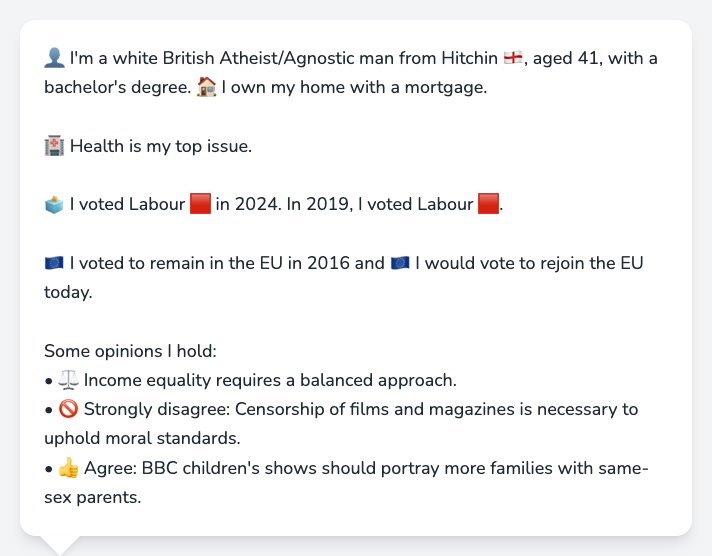 👤 I'm a white British Atheist/Agnostic man from Hitchin 🏴󠁧󠁢󠁥󠁮󠁧󠁿, aged 41, with a
bachelor's degree. 🏠 I own my home with a mortgage.
🏥 Health is my top issue.
🗳️ I voted Labour 🟥 in 2024. In 2019, I voted Labour 🟥.
🇪🇺 I voted to remain in the EU in 2016 and 🇪🇺 I would vote to rejoin the EU
today.
Some opinions I hold:
• ⚖️ Income equality requires a balanced approach.
• 🚫 Strongly disagree: Censorship of films and magazines is necessary to
uphold moral standards.
• 👍 Agree: BBC children's shows should portray more families with same-
sex parents.